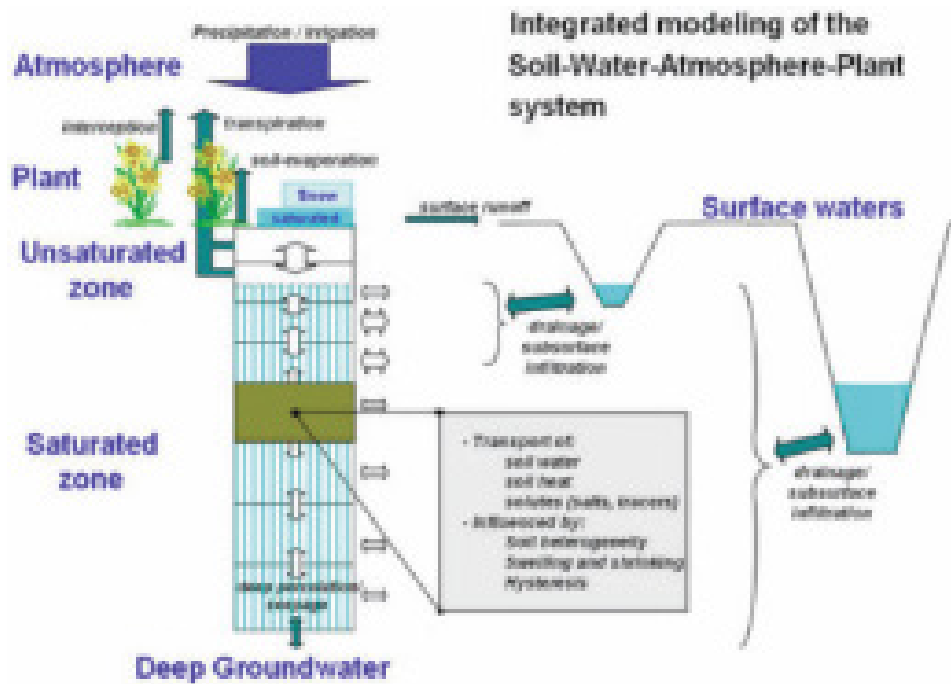 Precipitation / irrigation
Integrated modeling of the
Soil-Water-Atmosphere-Plant
system
Atmosphere
interception
transpiration
soil-evaporation
Plant
Snow
saturated
surface runoff
Surface waters
Unsaturated
zone
drainage/
subsurface
infiltration
Saturated
zone
- Transport of:
soil water
soil heat
solutes (salts, tracers)
- Influenced by:
Soil heterogeneity
Swelling and shrinking
Hysteresis
drainage/
subsurface
infiltration
deep percolation/
seepage
Deep Groundwater